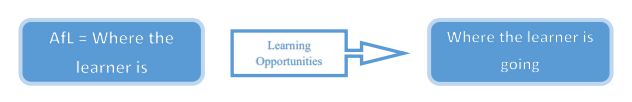 AfL = Where the
learner is
Learning
Opportunities
Where the learner is
going